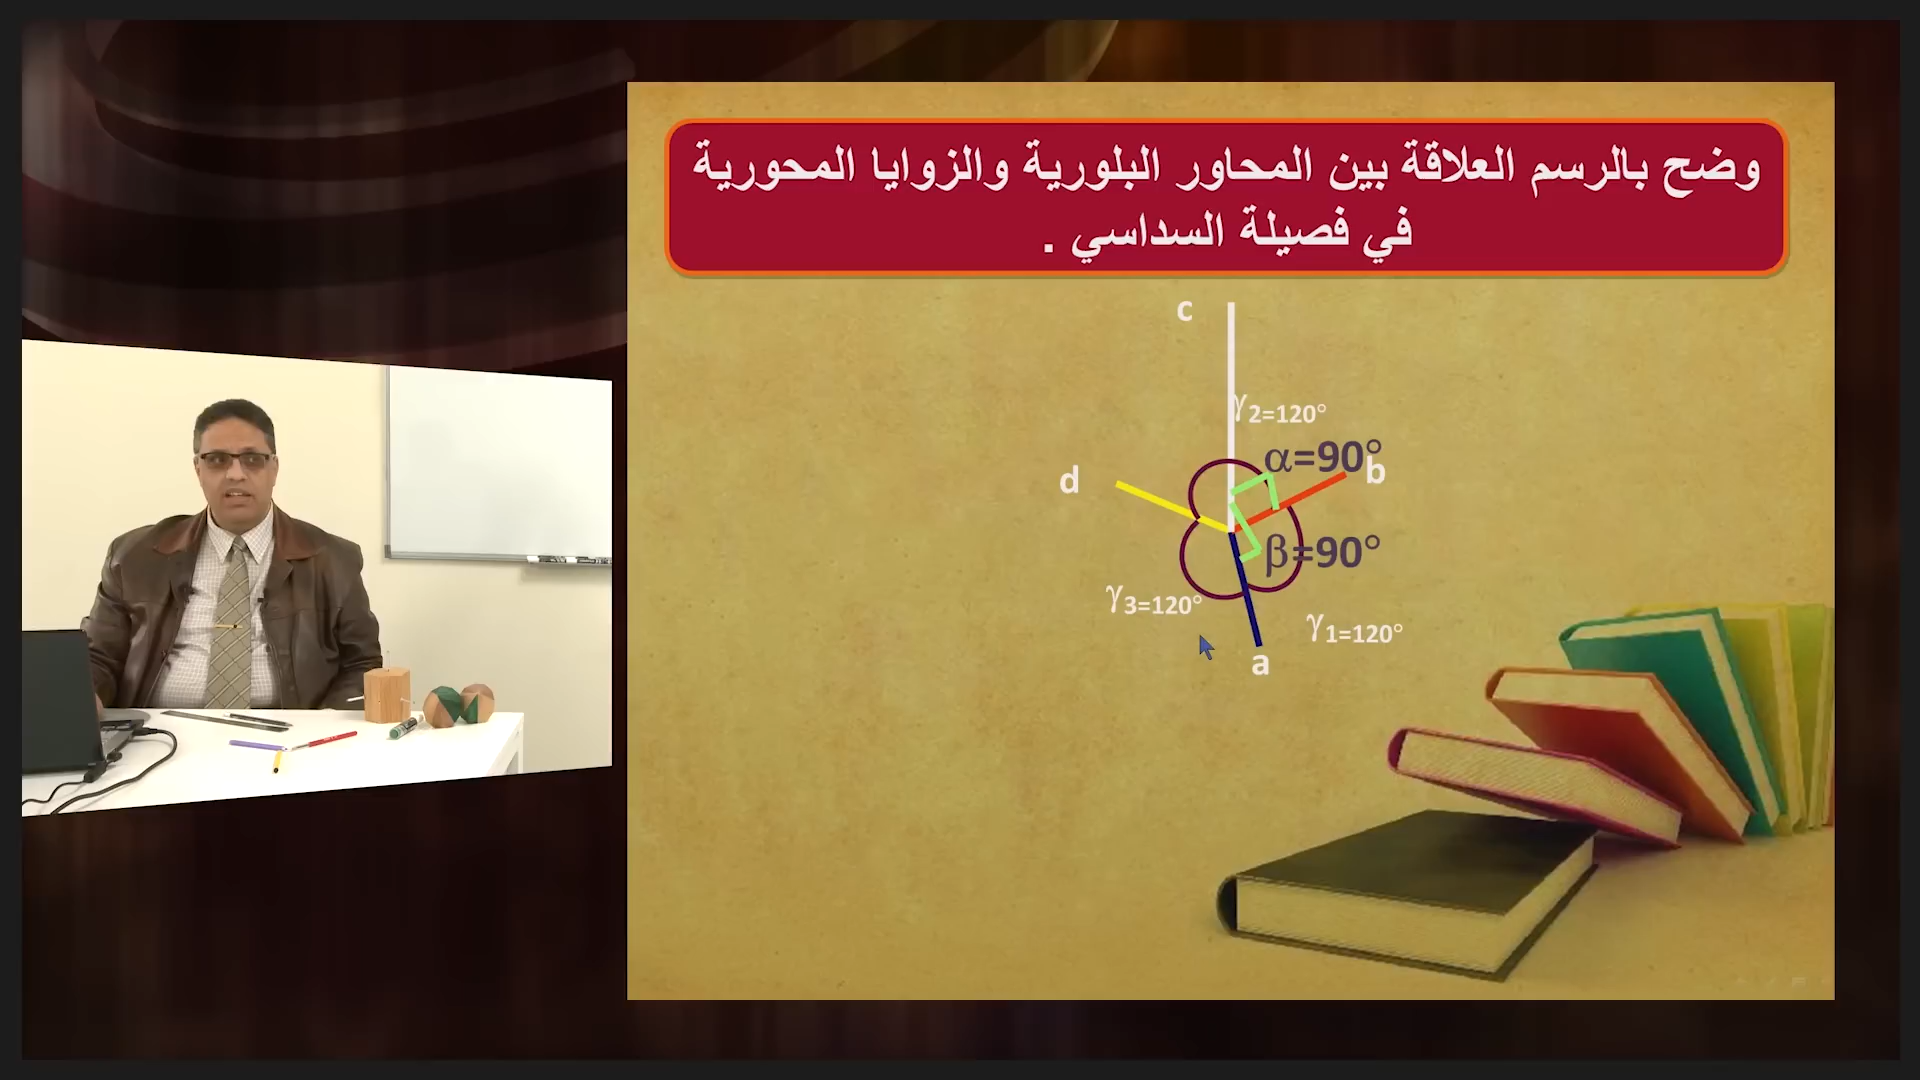 وضح بالرسم العلاقة بين المحاور البلورية والزوايا المحورية
في فصيلة السداسي .
c
γ2=120°
α=90°
b
d
β=90°
γ3=120°
γ1=120°
a